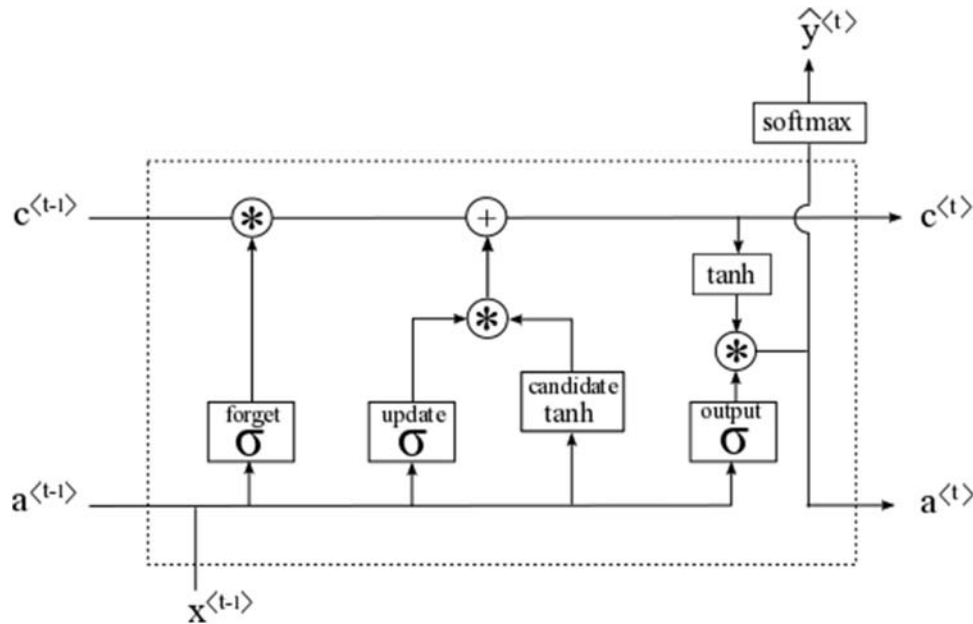 ŷ⟨t⟩
softmax
c⟨t-1⟩
*
+
c⟨t⟩
tanh
*
*
candidate
tanh
forget
σ
update
σ
output
σ
a⟨t-1⟩
a⟨t⟩
x⟨t-1⟩